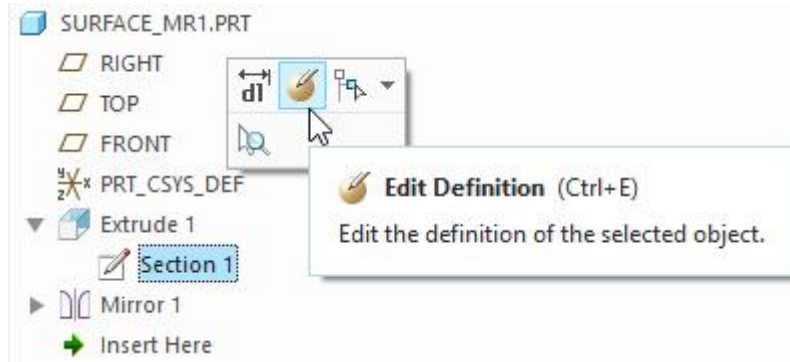 SURFACE_MR1.PRT
RIGHT
TOP
FRONT
PRT_CSYS_DEF
Extrude 1
Section 1
Mirror 1
Insert Here
d1
Edit Definition (Ctrl+E)
Edit the definition of the selected object.